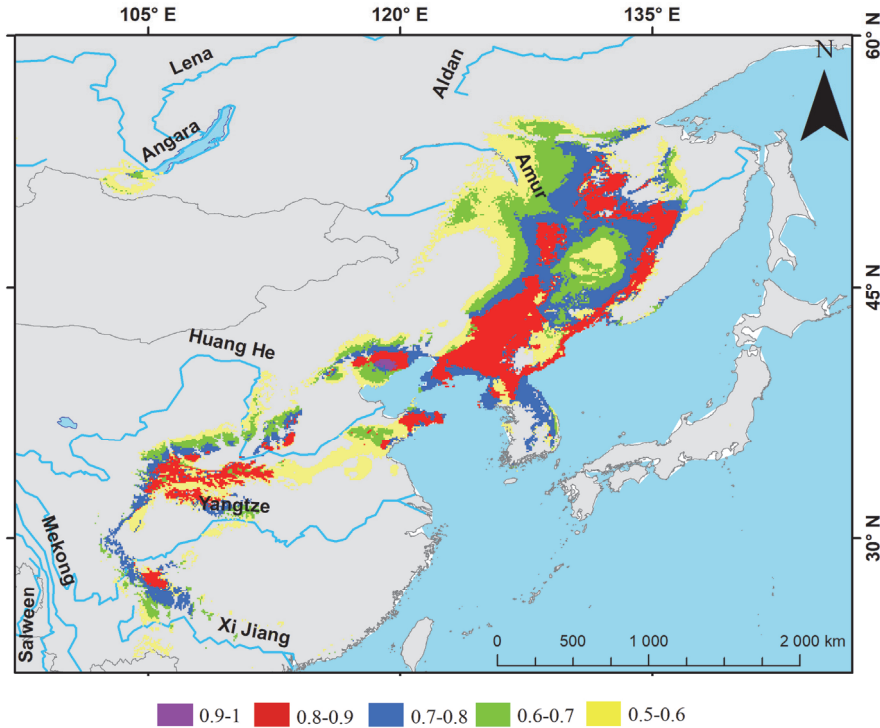 105° E 120° E 135° E
60° N
N
Lena
Aldan
Angara
Amur
45° N
Huang He
Yangtze
30° N
Mekong
Xi Jiang
Salween
0 500 1 000 2 000 km
0.9-1 0.8-0.9 0.7-0.8 0.6-0.7 0.5-0.6